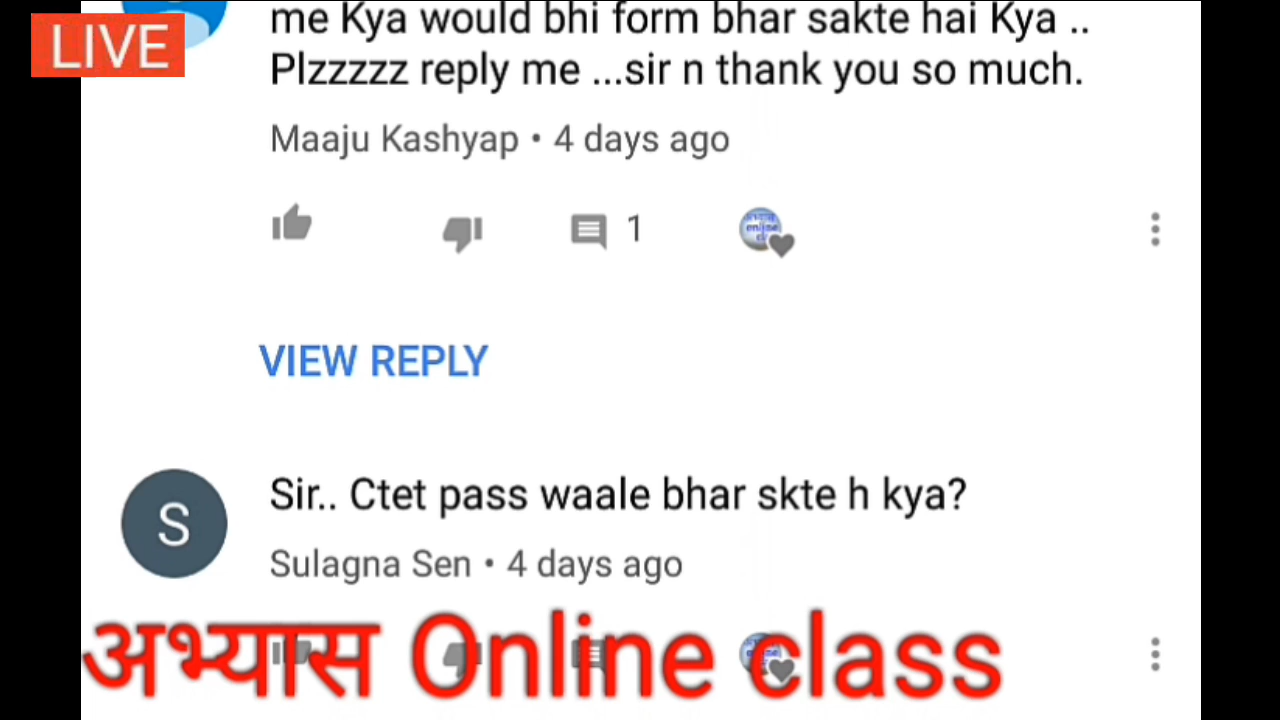 LIVE
me Kya would bhi form bhar sakte hai Kya ..
Plzzzzz reply me ...sir n thank you so much.
Maaju Kashyap • 4 days ago
1
VIEW REPLY
S
Sir.. Ctet pass waale bhar skte h kya?
Sulagna Sen • 4 days ago
अभ्यास Online class